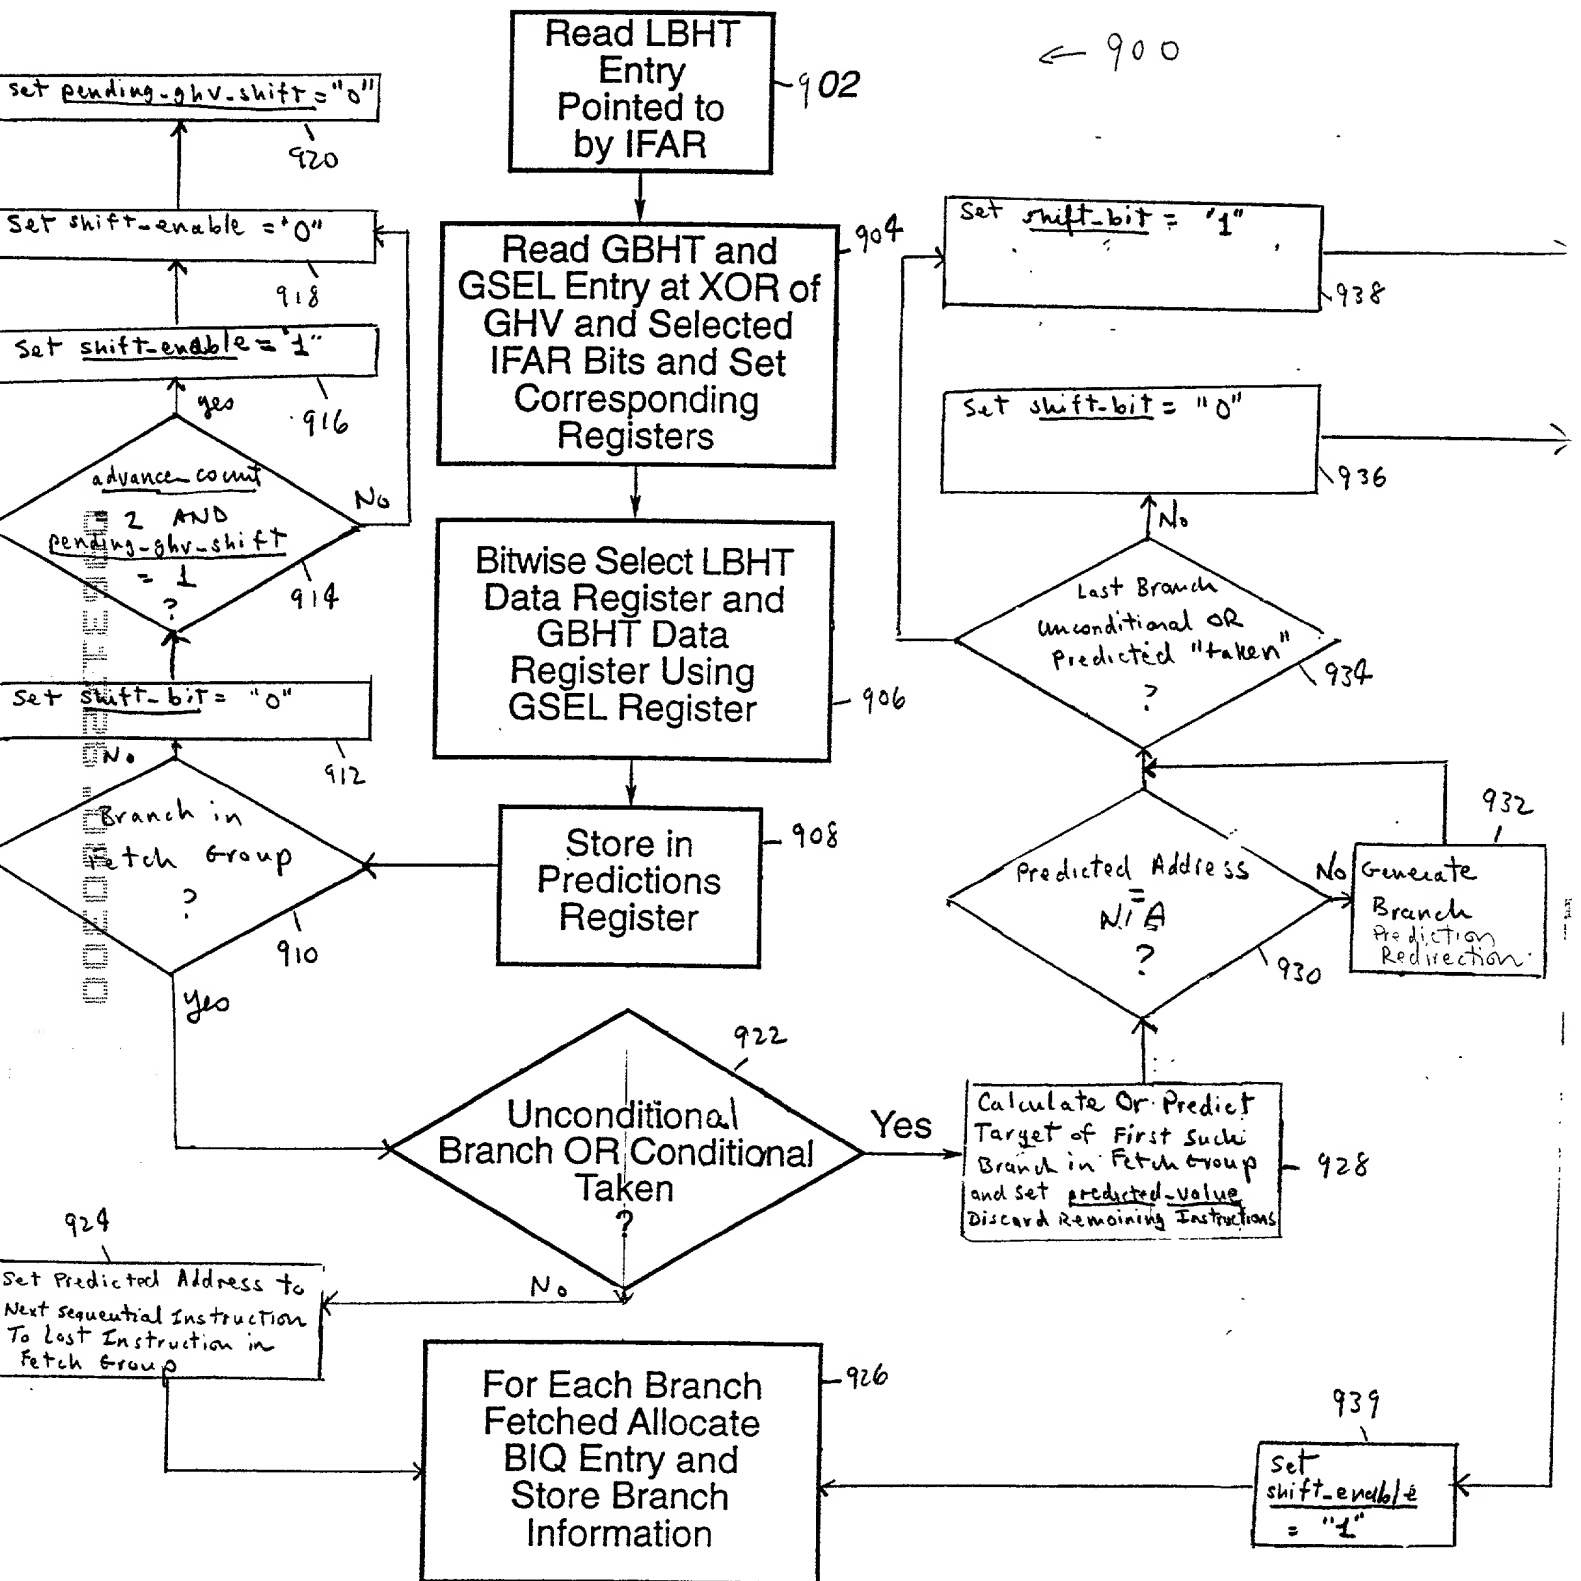 ← 900
Read LBHT
Entry
Pointed to
by IFAR
902
Read GBHT and
GSEL Entry at XOR of
GHV and Selected
IFAR Bits and Set
Corresponding
Registers
904
Bitwise Select LBHT
Data Register and
GBHT Data
Register Using
GSEL Register
906
Store in
Predictions
Register
908
Branch in
Fetch Group
?
910
No
Yes
Set shift-bit = "0"
912
advance-count
= 2 AND
pending-ghv-shift
= 1
?
914
yes
No
Set shift-enable = "1"
916
Set shift-enable = "0"
918
set pending-ghv-shift = "0"
920
Unconditional
Branch OR Conditional
Taken
?
922
Yes
No
924
Set Predicted Address to
Next Sequential Instruction
To Last Instruction in
Fetch Group
For Each Branch
Fetched Allocate
BIQ Entry and
Store Branch
Information
926
Calculate Or Predict
Target of First Such
Branch in Fetch Group
and set predicted-value
Discard Remaining Instructions
928
Predicted Address
=
NIA
?
930
No
932
Generate
Branch
Prediction
Redirection
Last Branch
Unconditional OR
Predicted "taken"
?
934
No
Set shift-bit = "0"
936
Set shift-bit = "1"
938
939
Set
shift-enable
= "1"